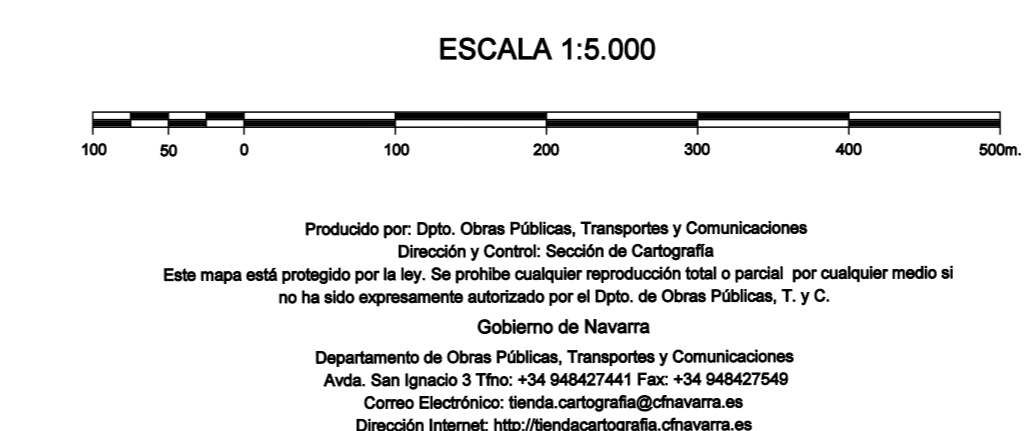 ESCALA 1:5.000
100 50 0 100 200 300 400 500m.
Producido por: Dpto. Obras Públicas, Transportes y Comunicaciones
Dirección y Control: Sección de Cartografía
Este mapa está protegido por la ley. Se prohibe cualquier reproducción total o parcial por cualquier medio si
no ha sido expresamente autorizado por el Dpto. de Obras Públicas, T. y C.
Gobierno de Navarra
Departamento de Obras Públicas, Transportes y Comunicaciones
Avda. San Ignacio 3 Tfno: +34 948427441 Fax: +34 948427549
Correo Electrónico: tienda.cartografia@cfnavarra.es
Dirección Internet: http://tiendacartografia.cfnavarra.es